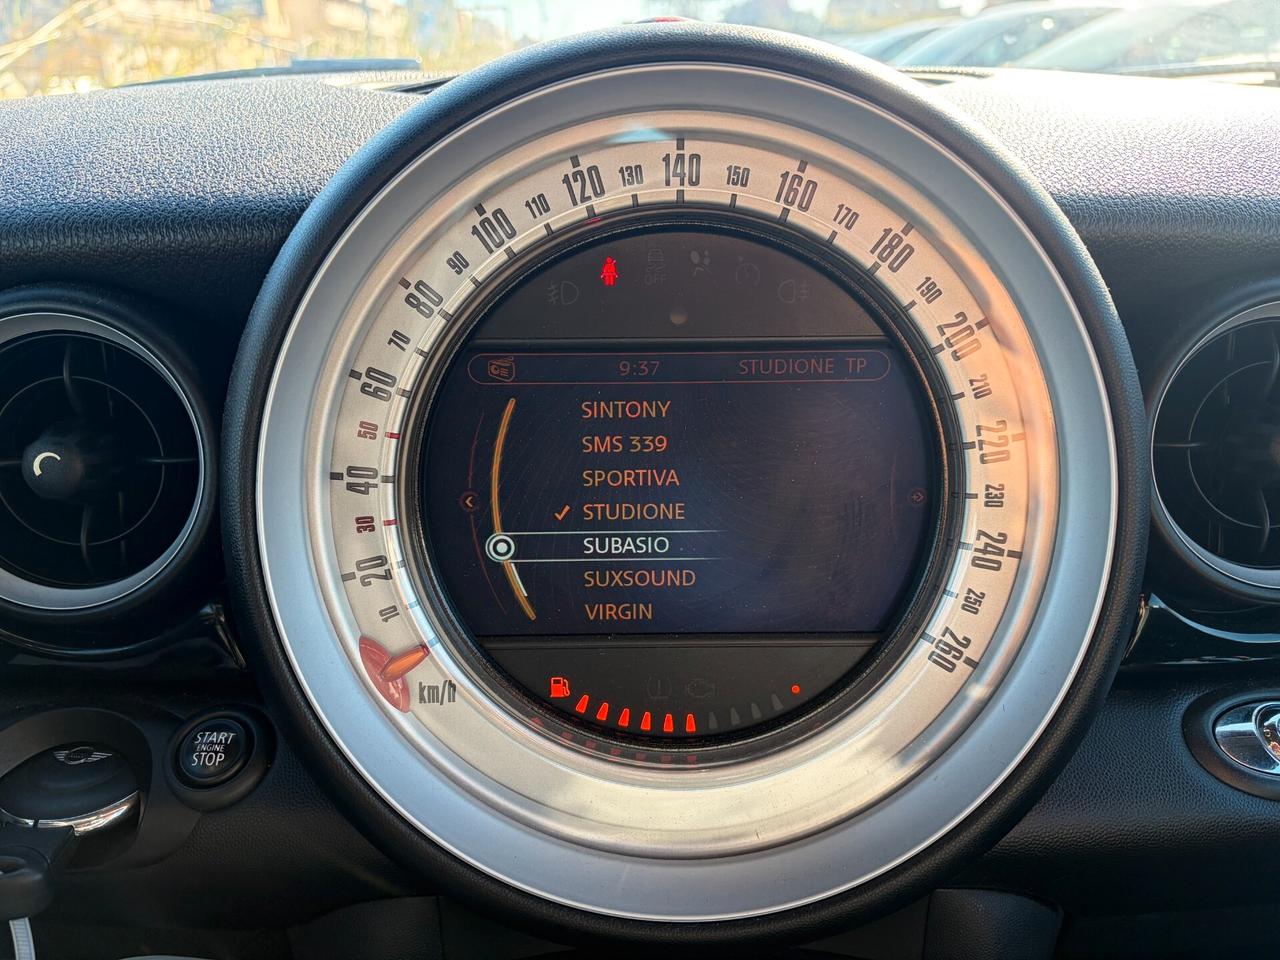 10
20
30
40
50
60
70
80
90
100
110
120
130
140
150
160
170
180
190
200
210
220
230
240
250
260
km/h
OFF
9:37 STUDIONE TP
SINTONY
SMS 339
SPORTIVA
✓ STUDIONE
SUBASIO
SUXSOUND
VIRGIN
START
ENGINE
STOP